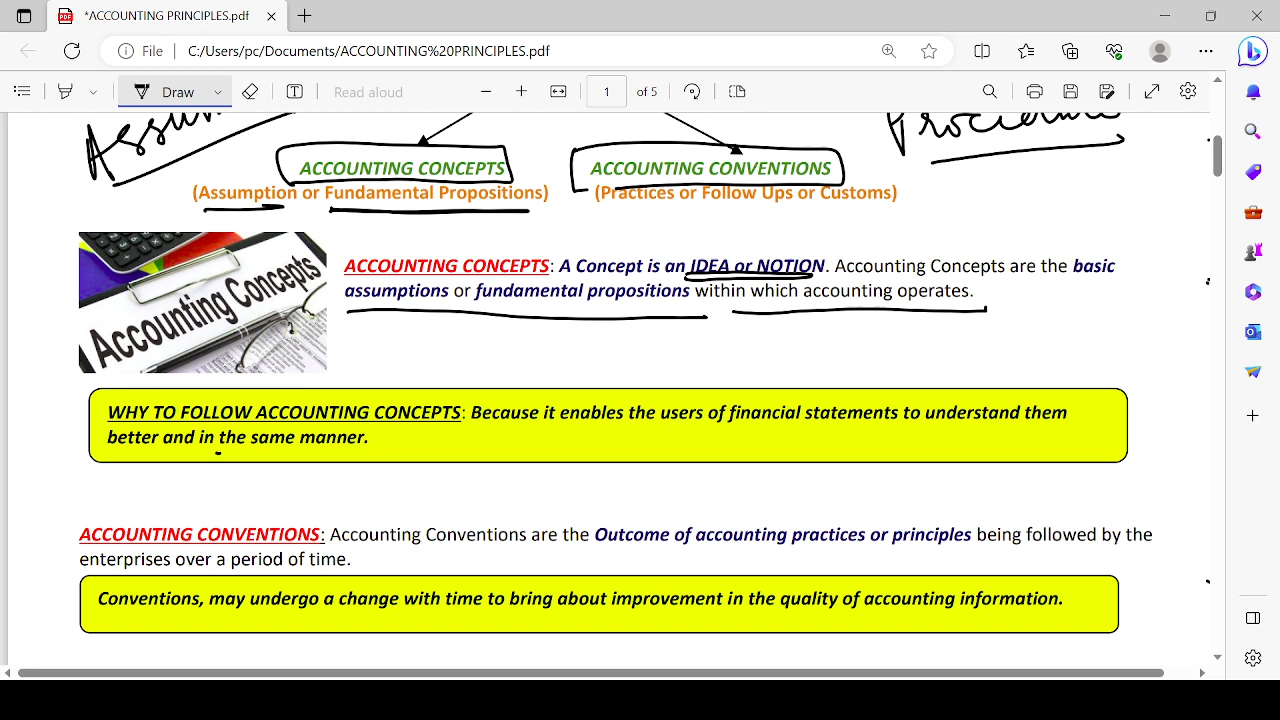 *ACCOUNTING PRINCIPLES.pdf
File C:/Users/pc/Documents/ACCOUNTING%20PRINCIPLES.pdf
Draw Read aloud 1 of 5
ACCOUNTING CONCEPTS ACCOUNTING CONVENTIONS
(Assumption or Fundamental Propositions) (Practices or Follow Ups or Customs)
Accounting Concepts
ACCOUNTING CONCEPTS: A Concept is an IDEA or NOTION. Accounting Concepts are the basic
assumptions or fundamental propositions within which accounting operates.
WHY TO FOLLOW ACCOUNTING CONCEPTS: Because it enables the users of financial statements to understand them
better and in the same manner.
ACCOUNTING CONVENTIONS: Accounting Conventions are the Outcome of accounting practices or principles being followed by the
enterprises over a period of time.
Conventions, may undergo a change with time to bring about improvement in the quality of accounting information.